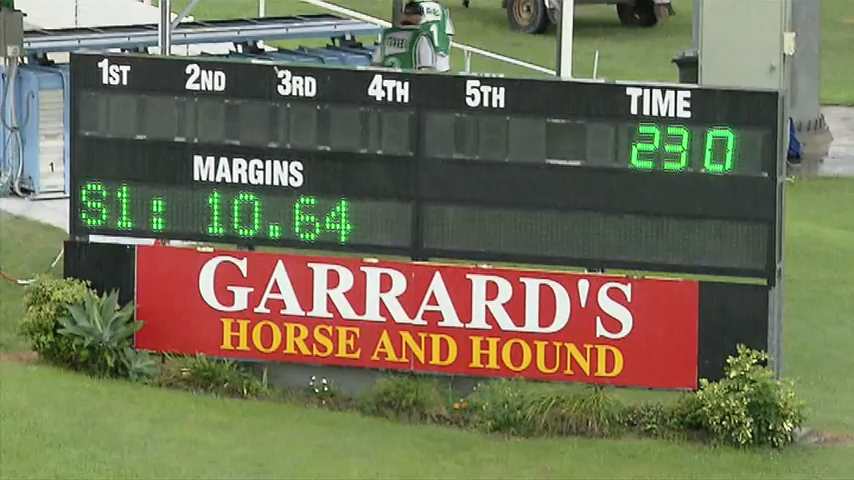 1ST 2ND 3RD 4TH 5TH TIME
23 0
MARGINS
S1: 10.64
GARRARD'S
HORSE AND HOUND